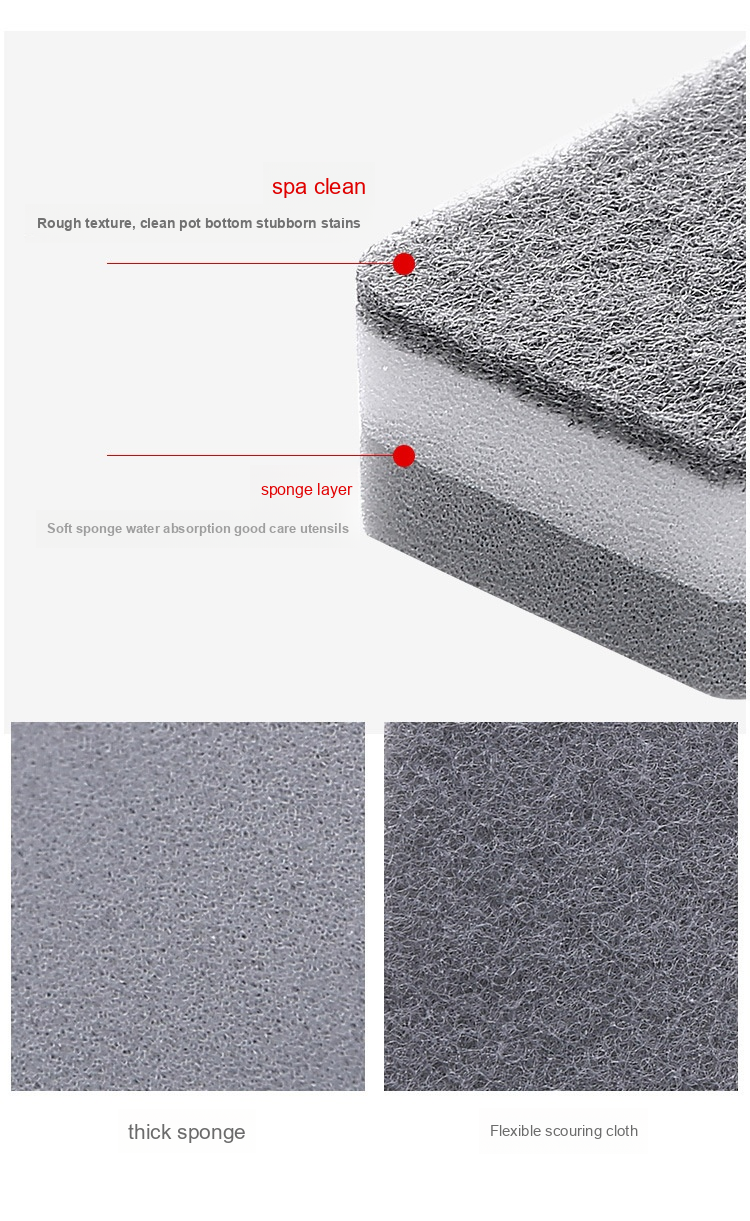 spa clean
Rough texture, clean pot bottom stubborn stains
sponge layer
Soft sponge water absorption good care utensils
thick sponge
Flexible scouring cloth